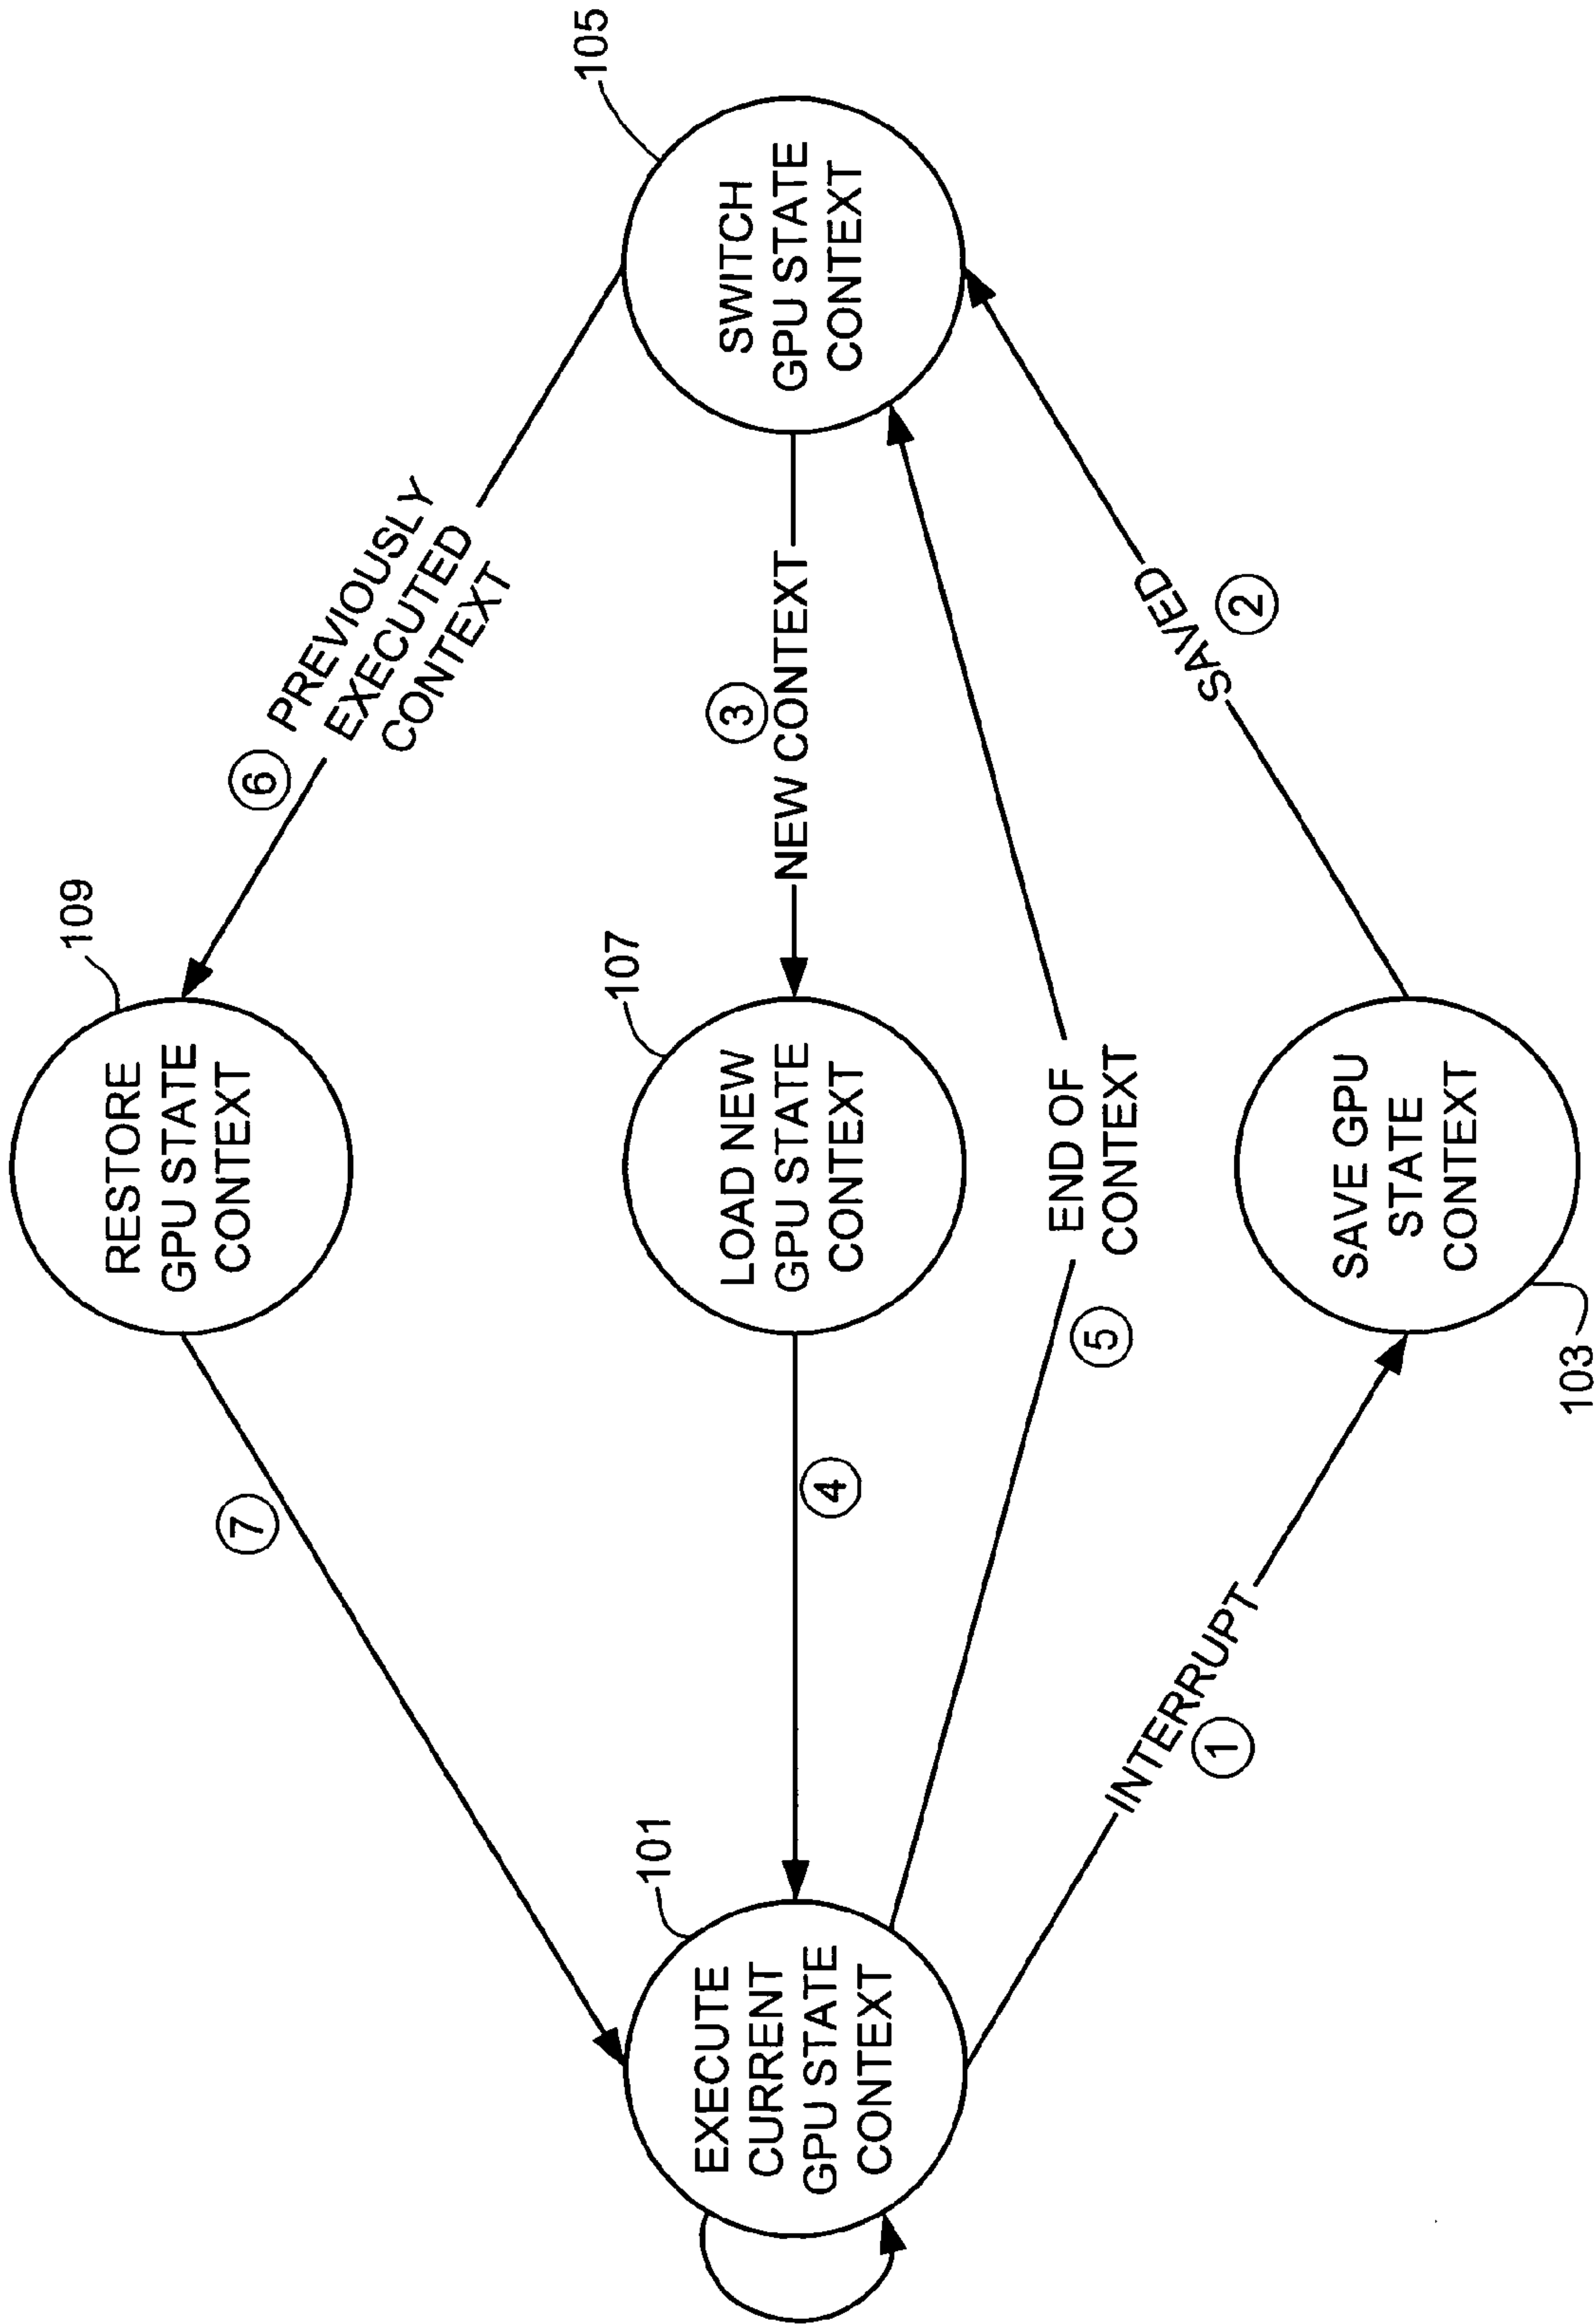 109
RESTORE
GPU STATE
CONTEXT
7
6
PREVIOUSLY
EXECUTED
CONTEXT
101
EXECUTE
CURRENT
GPU STATE
CONTEXT
4
107
LOAD NEW
GPU STATE
CONTEXT
3
NEW CONTEXT
105
SWITCH
GPU STATE
CONTEXT
END OF
CONTEXT
5
INTERRUPT
1
SAVE GPU
STATE
CONTEXT
103
SAVED
2